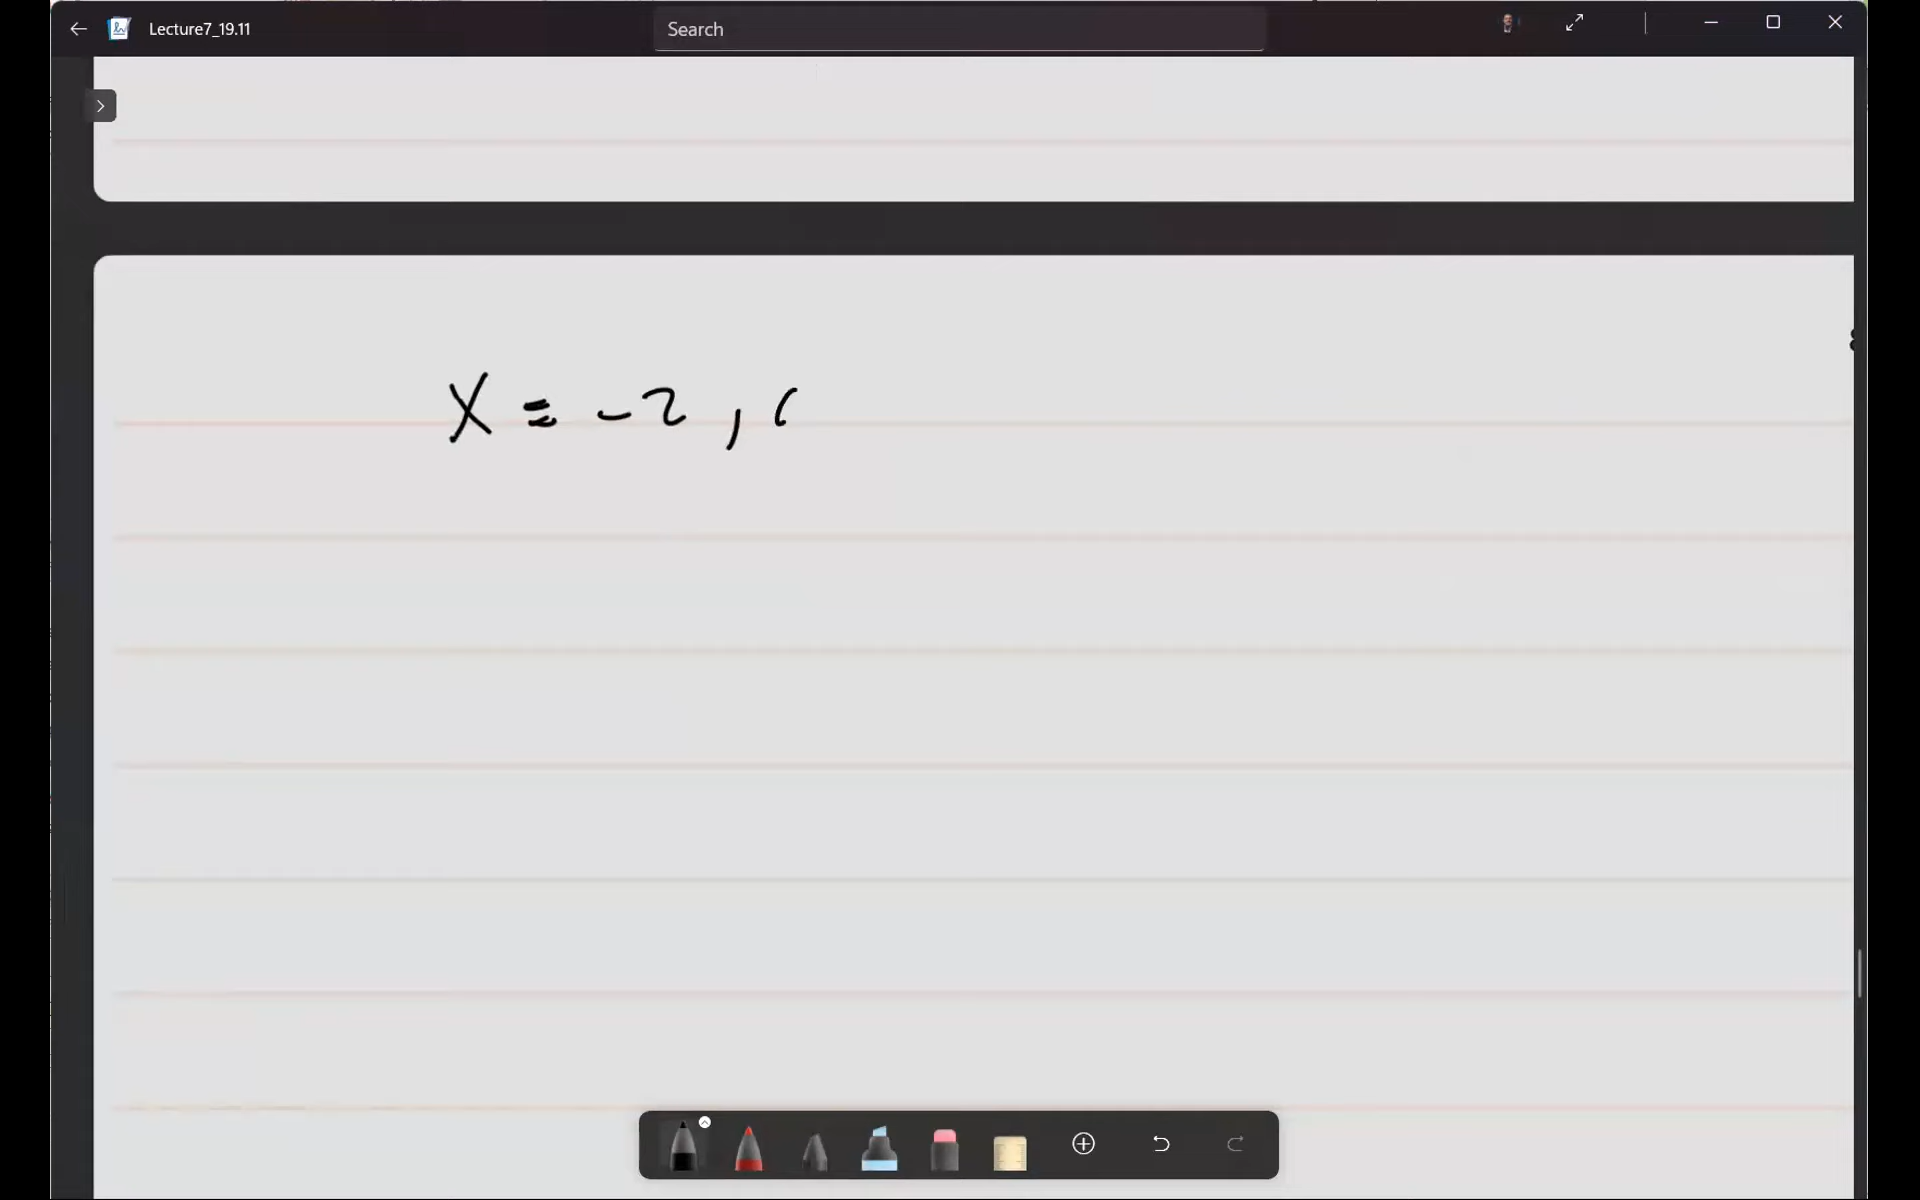 Lecture7_19.11
Search
X = -2 ,